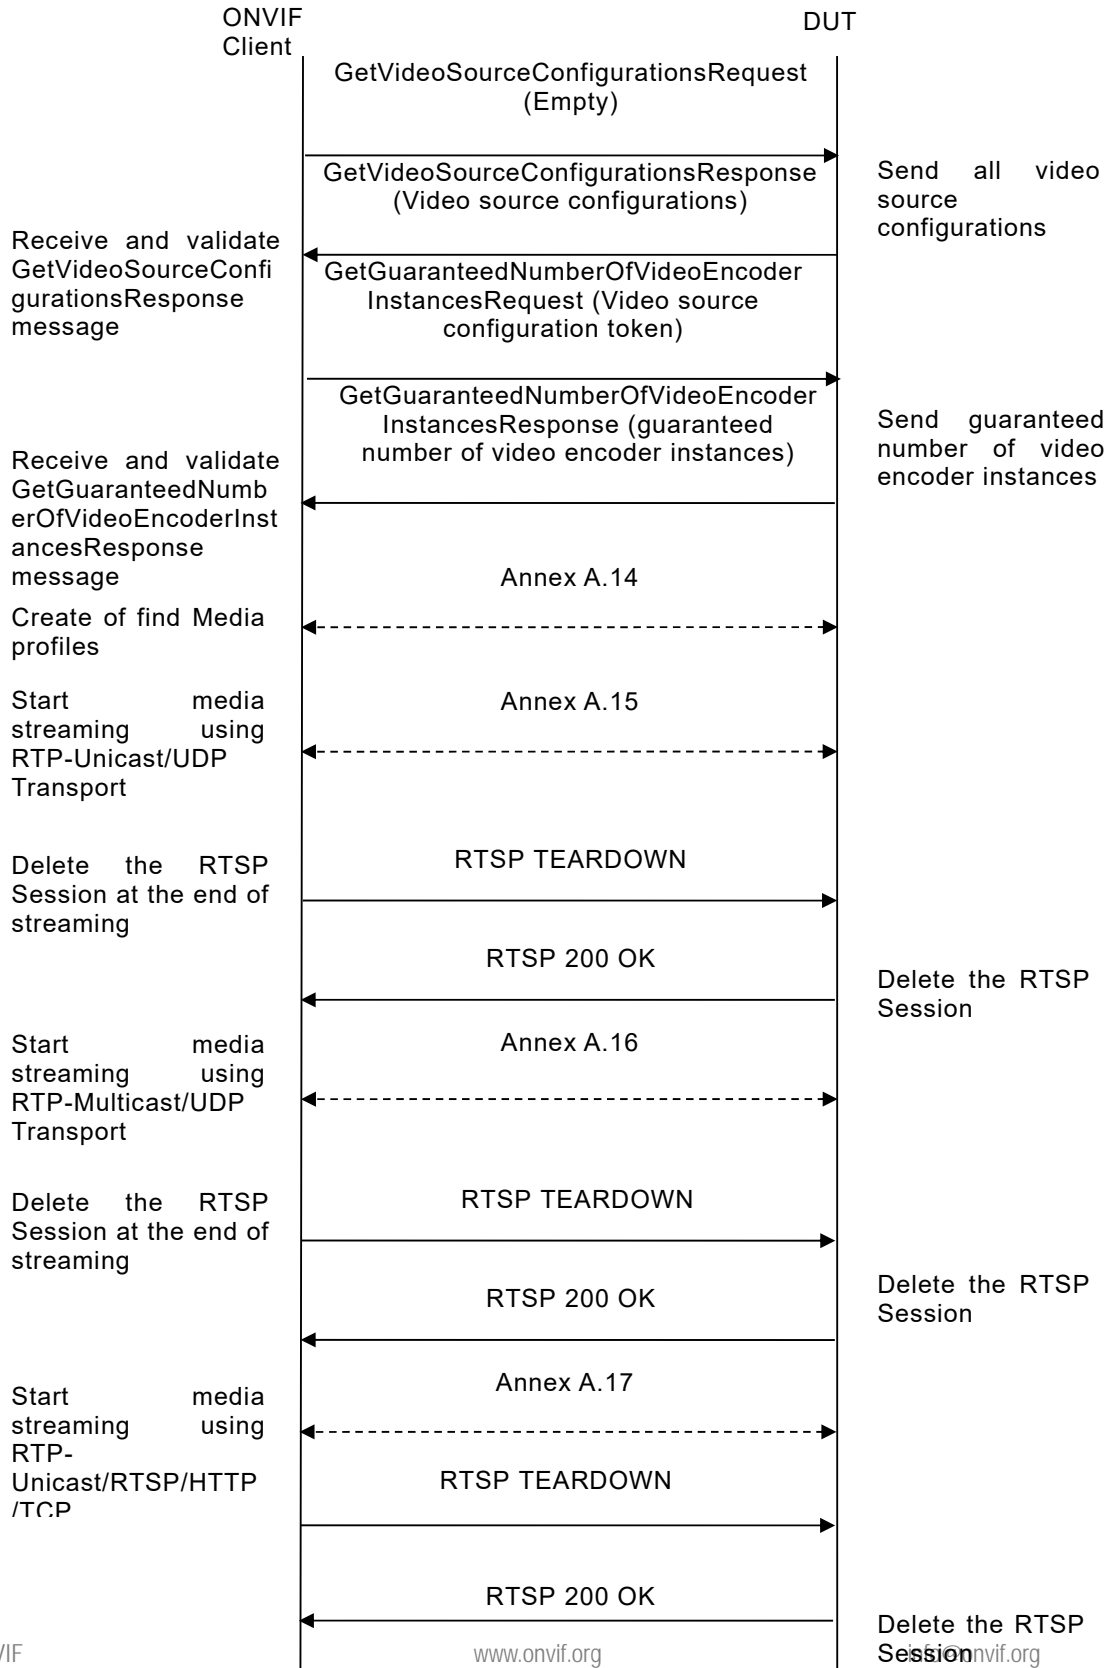 ONVIF
Client
DUT
GetVideoSourceConfigurationsRequest
(Empty)
GetVideoSourceConfigurationsResponse
(Video source configurations)
Send all video
source
configurations
Receive and validate
GetVideoSourceConfi
gurationsResponse
message
GetGuaranteedNumberOfVideoEncoder
InstancesRequest (Video source
configuration token)
GetGuaranteedNumberOfVideoEncoder
InstancesResponse (guaranteed
number of video encoder instances)
Send guaranteed
number of video
encoder instances
Receive and validate
GetGuaranteedNumb
erOfVideoEncoderInst
ancesResponse
message
Annex A.14
Create of find Media
profiles
Annex A.15
Start media
streaming using
RTP-Unicast/UDP
Transport
RTSP TEARDOWN
Delete the RTSP
Session at the end of
streaming
RTSP 200 OK
Delete the RTSP
Session
Annex A.16
Start media
streaming using
RTP-Multicast/UDP
Transport
RTSP TEARDOWN
Delete the RTSP
Session at the end of
streaming
RTSP 200 OK
Delete the RTSP
Session
Annex A.17
Start media
streaming using
RTP-
Unicast/RTSP/HTTP
/TCP
RTSP TEARDOWN
RTSP 200 OK
Delete the RTSP
Session
VIF
www.onvif.org
info@onvif.org